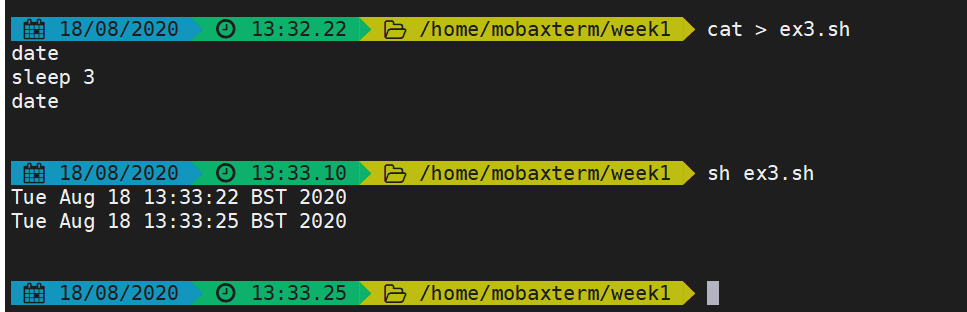 18/08/2020 13:32.22 /home/mobaxterm/week1 cat > ex3.sh
date
sleep 3
date
18/08/2020 13:33.10 /home/mobaxterm/week1 sh ex3.sh
Tue Aug 18 13:33:22 BST 2020
Tue Aug 18 13:33:25 BST 2020
18/08/2020 13:33.25 /home/mobaxterm/week1